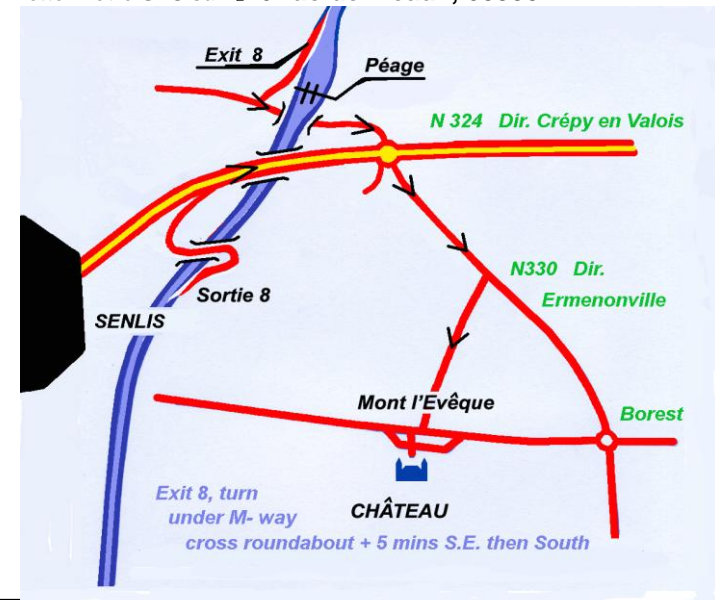 Exit 8
Péage
N 324 Dir. Crépy en Valois
N330 Dir.
Ermenonville
Sortie 8
SENLIS
Mont l'Evêque
Borest
CHÂTEAU
Exit 8, turn
under M- way
cross roundabout + 5 mins S.E. then South